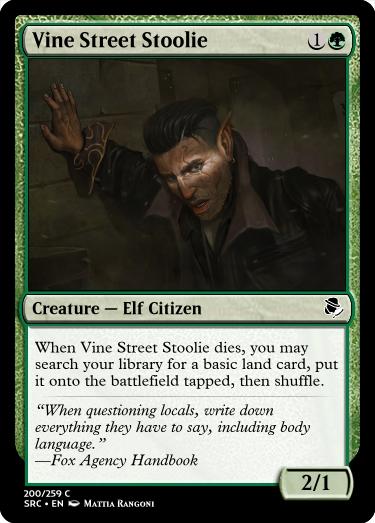 Vine Street Stoolie 1
Creature — Elf Citizen
When Vine Street Stoolie dies, you may
search your library for a basic land card, put
it onto the battlefield tapped, then shuffle.
“When questioning locals, write down
everything they have to say, including body
language.”
—Fox Agency Handbook
2/1
200/259 C
SRC • EN Mattia Rangoni